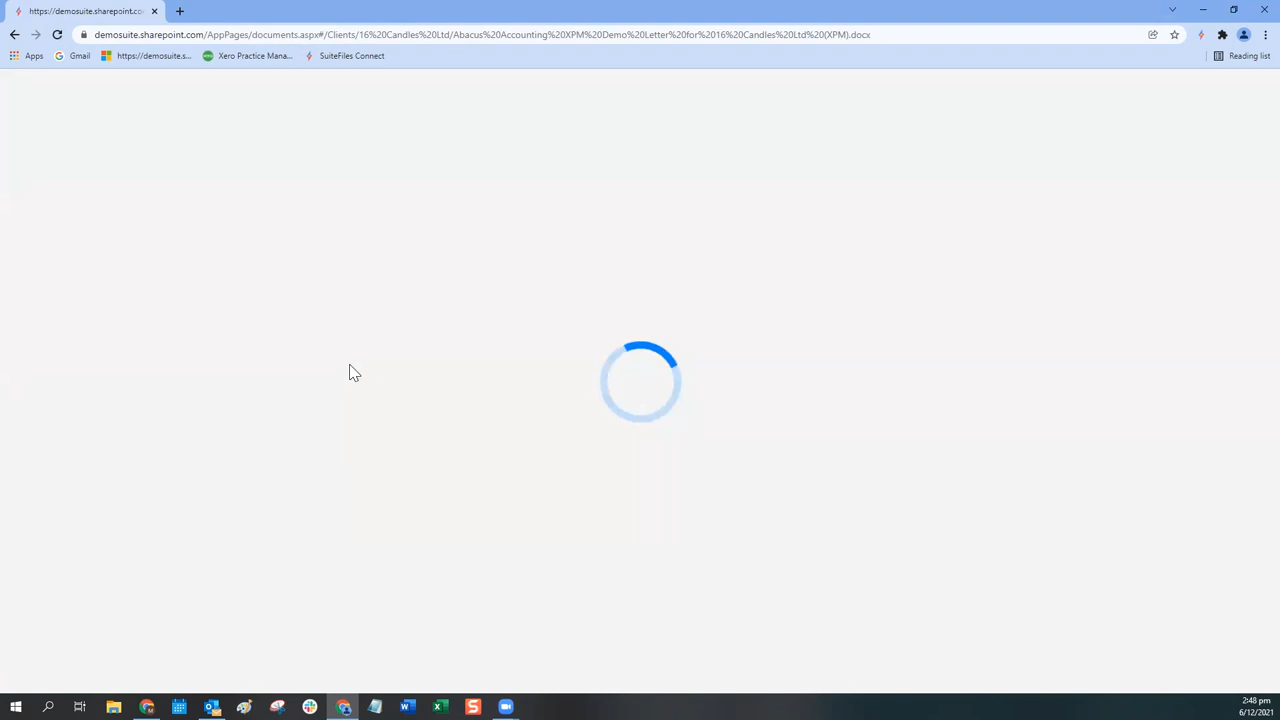 https://demosuite.sharepoint.co
demosuite.sharepoint.com/AppPages/documents.aspx#/Clients/16%20Candles%20Ltd/Abacus%20Accounting%20XPM%20Demo%20Letter%20for%2016%20Candles%20Ltd%20(XPM).docx
Apps Gmail https://demosuite.s... Xero Practice Mana... SuiteFiles Connect Reading list
2:48 pm
6/12/2021